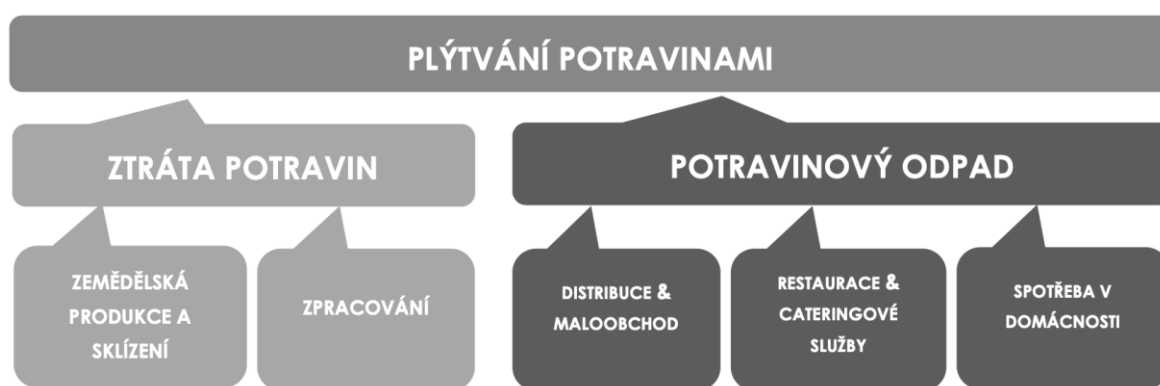 PLÝTVÁNÍ POTRAVINAMI
ZTRÁTA POTRAVIN
POTRAVINOVÝ ODPAD
ZEMĚDĚLSKÁ
PRODUKCE A
SKLÍZENÍ
ZPRACOVÁNÍ
DISTRIBUCE &
MALOOBCHOD
RESTAURACE &
CATERINGOVÉ
SLUŽBY
SPOTŘEBA V
DOMÁCNOSTI